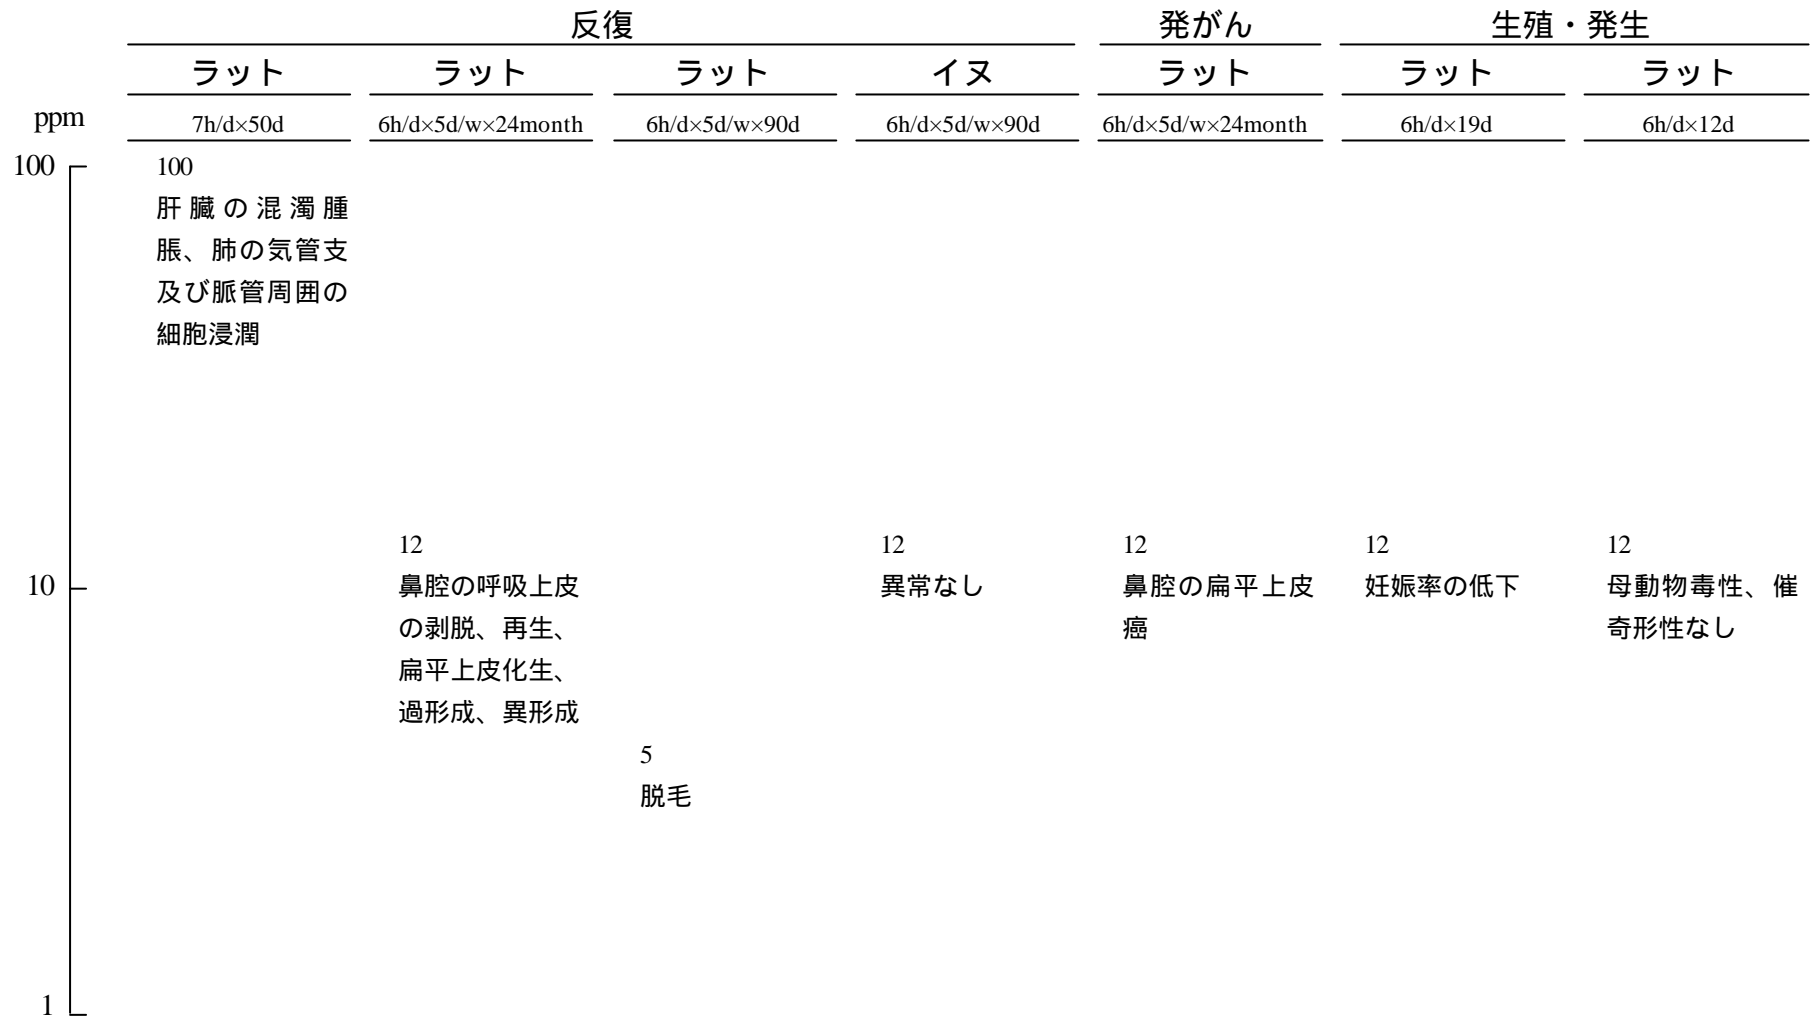 反復 発がん 生殖・発生
ラット ラット ラット イヌ ラット ラット ラット
ppm 7h/d×50d 6h/d×5d/w×24month 6h/d×5d/w×90d 6h/d×5d/w×90d 6h/d×5d/w×24month 6h/d×19d 6h/d×12d
100
100
肝臓の混濁腫
脹、肺の気管支
及び脈管周囲の
細胞浸潤
12
鼻腔の呼吸上皮
の剥脱、再生、
扁平上皮化生、
過形成、異形成
5
脱毛
12
異常なし
12
鼻腔の扁平上皮
癌
12
妊娠率の低下
12
母動物毒性、催
奇形性なし
10
1